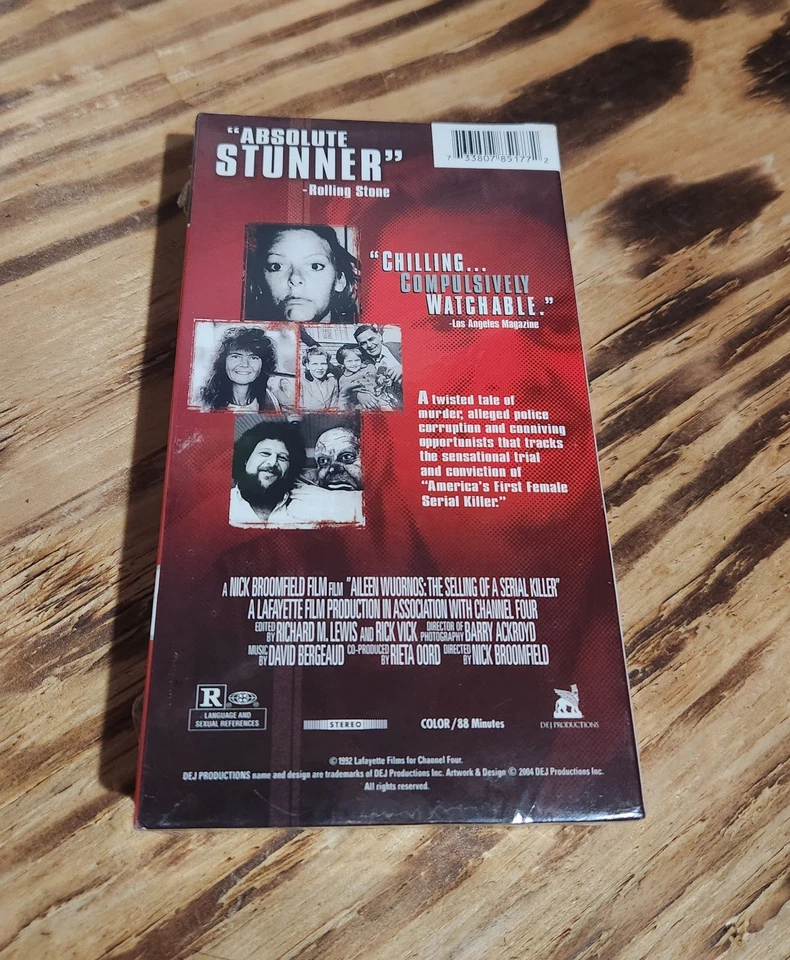 "ABSOLUTE
STUNNER"
-Rolling Stone
7 33807 85177 2
"CHILLING...
COMPULSIVELY
WATCHABLE."
-Los Angeles Magazine
A twisted tale of
murder, alleged police
corruption and conniving
opportunists that tracks
the sensational trial
and conviction of
"America's First Female
Serial Killer."
A NICK BROOMFIELD FILM FILM "AILEEN WUORNOS: THE SELLING OF A SERIAL KILLER"
A LAFAYETTE FILM PRODUCTION IN ASSOCIATION WITH CHANNEL FOUR
EDITED BY RICHARD M. LEWIS AND RICK VICK DIRECTOR OF PHOTOGRAPHY BARRY ACKROYD
MUSIC BY DAVID BERGEAUD CO-PRODUCED BY RIETA OORD DIRECTED BY NICK BROOMFIELD
R
LANGUAGE AND
SEXUAL REFERENCES
STEREO
COLOR/88 Minutes
DEJ PRODUCTIONS
© 1992 Lafayette Films for Channel Four.
DEJ PRODUCTIONS name and design are trademarks of DEJ Productions Inc. Artwork & Design © 2004 DEJ Productions Inc.
All rights reserved.